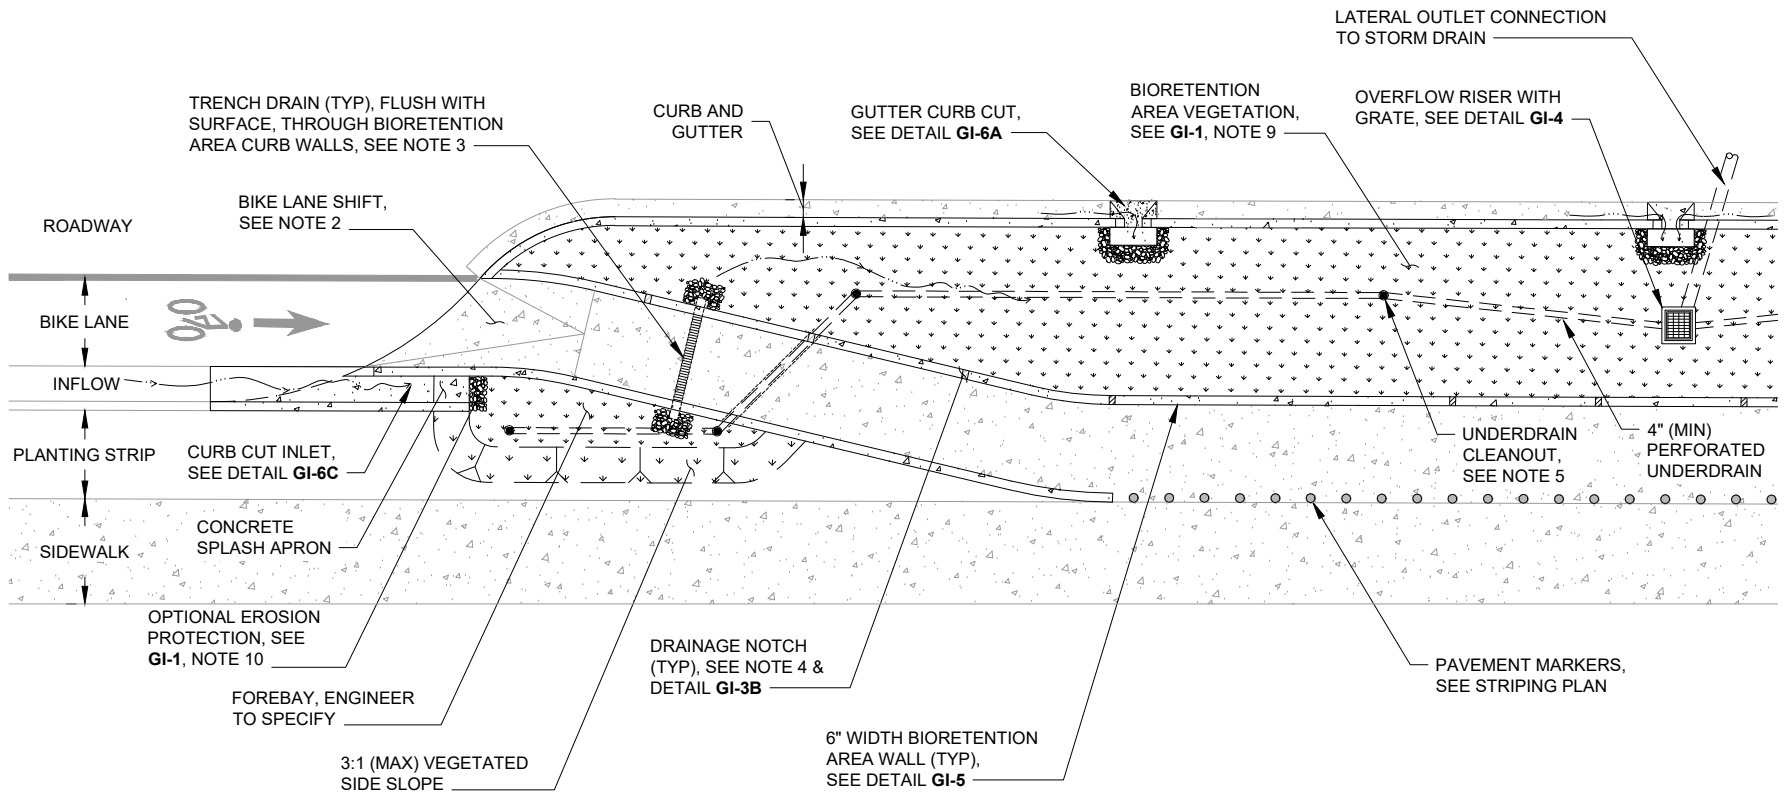 LATERAL OUTLET CONNECTION
TO STORM DRAIN
TRENCH DRAIN (TYP), FLUSH WITH
SURFACE, THROUGH BIORETENTION
AREA CURB WALLS, SEE NOTE 3
CURB AND
GUTTER
GUTTER CURB CUT,
SEE DETAIL GI-6A
BIORETENTION
AREA VEGETATION,
SEE GI-1, NOTE 9
OVERFLOW RISER WITH
GRATE, SEE DETAIL GI-4
BIKE LANE SHIFT,
SEE NOTE 2
ROADWAY
BIKE LANE
INFLOW
PLANTING STRIP
SIDEWALK
CURB CUT INLET,
SEE DETAIL GI-6C
CONCRETE
SPLASH APRON
UNDERDRAIN
CLEANOUT,
SEE NOTE 5
4" (MIN)
PERFORATED
UNDERDRAIN
OPTIONAL EROSION
PROTECTION, SEE
GI-1, NOTE 10
FOREBAY, ENGINEER
TO SPECIFY
3:1 (MAX) VEGETATED
SIDE SLOPE
DRAINAGE NOTCH
(TYP), SEE NOTE 4 &
DETAIL GI-3B
6" WIDTH BIORETENTION
AREA WALL (TYP),
SEE DETAIL GI-5
PAVEMENT MARKERS,
SEE STRIPING PLAN